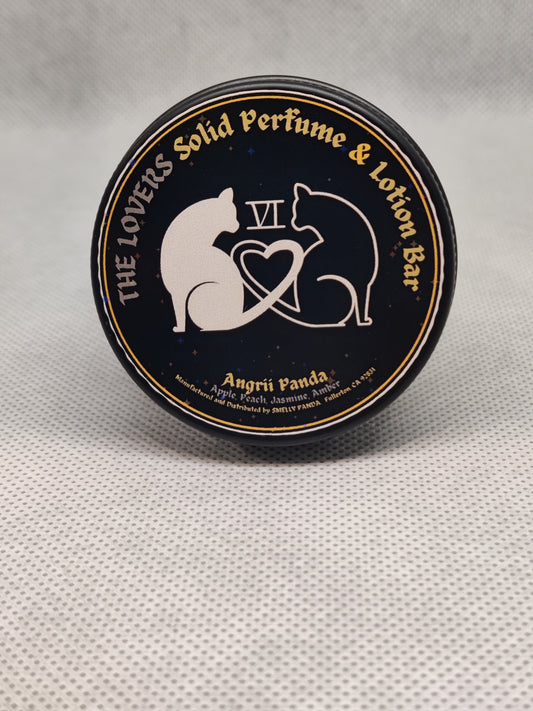 THE LOVERS Solid Perfume & Lotion Bar
VI
Angrii Panda
Apple, Peach, Jasmine, Amber
Manufactured and Distributed by SMELLY PANDA Fullerton CA 92831